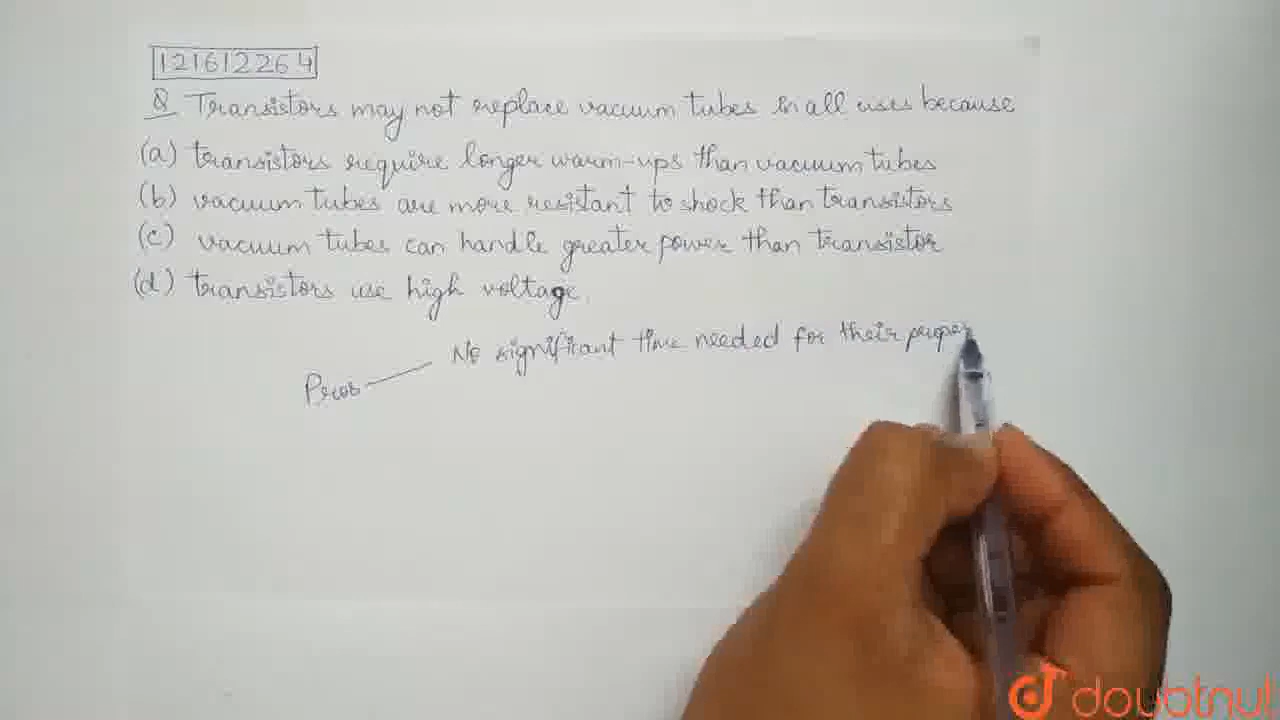 121612264
Q Transistors may not replace vacuum tubes in all uses because
(a) transistors require longer warm-ups than vacuum tubes
(b) vacuum tubes are more resistant to shock than transistors
(c) vacuum tubes can handle greater power than transistor
(d) transistors use high voltage.
No significant time needed for their proper
Pros
doubtnut